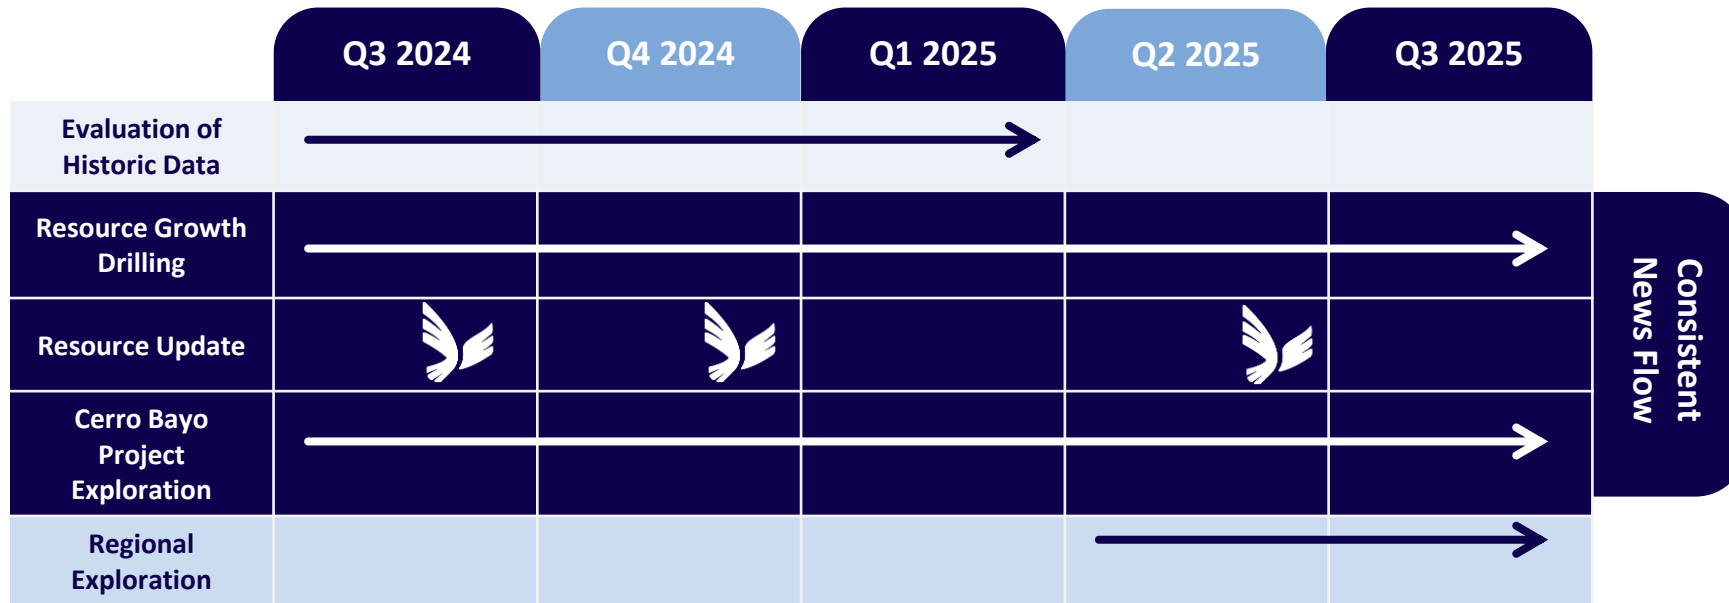 Q3 2024
Q4 2024
Q1 2025
Q2 2025
Q3 2025
Evaluation of
Historic Data
Resource Growth
Drilling
Resource Update
Cerro Bayo
Project
Exploration
Regional
Exploration
Consistent
News Flow